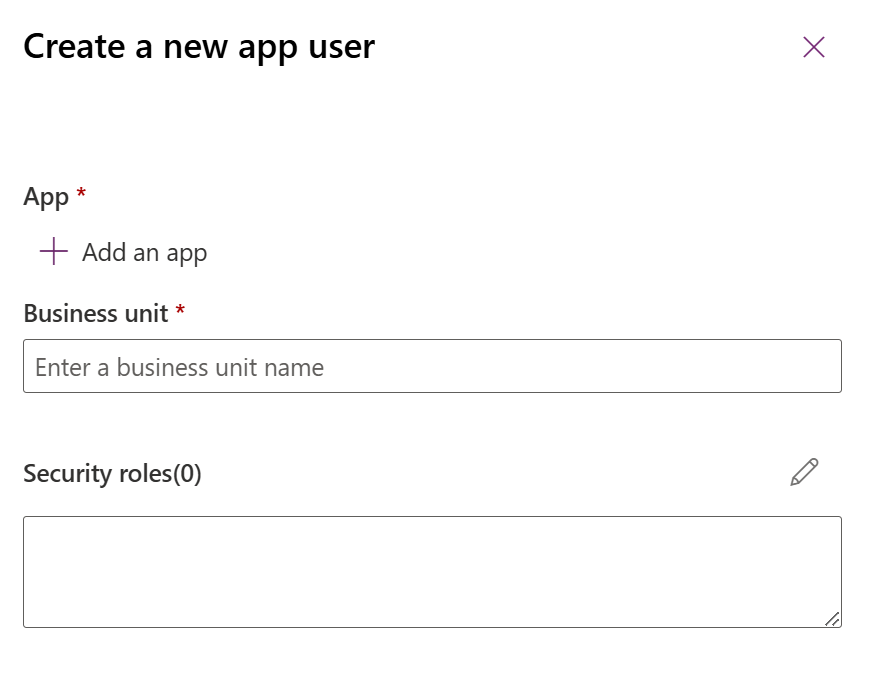 Create a new app user
App *
Add an app
Business unit *
Enter a business unit name
Security roles(0)